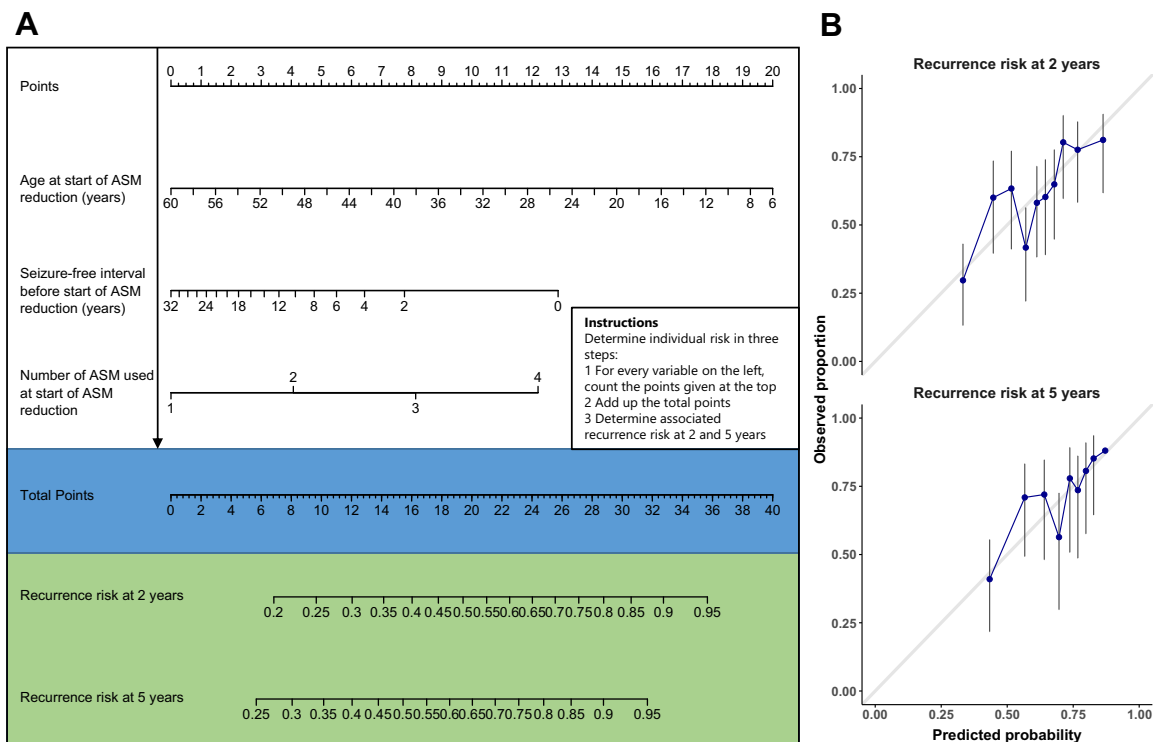 A
Points
0 1 2 3 4 5 6 7 8 9 10 11 12 13 14 15 16 17 18 19 20
Age at start of ASM
reduction (years)
60 56 52 48 44 40 36 32 28 24 20 16 12 8 6
Seizure-free interval
before start of ASM
reduction (years)
32 24 18 12 8 6 4 2 0
Number of ASM used
at start of ASM
reduction
2 4
1 3
Instructions
Determine individual risk in three
steps:
1 For every variable on the left,
count the points given at the top
2 Add up the total points
3 Determine associated
recurrence risk at 2 and 5 years
Total Points
0 2 4 6 8 10 12 14 16 18 20 22 24 26 28 30 32 34 36 38 40
Recurrence risk at 2 years
0.2 0.25 0.3 0.35 0.4 0.45 0.50 0.55 0.60 0.65 0.70 0.75 0.8 0.85 0.9 0.95
Recurrence risk at 5 years
0.25 0.3 0.35 0.4 0.45 0.50 0.55 0.60 0.65 0.70 0.75 0.8 0.85 0.9 0.95
B
Recurrence risk at 2 years
1.00
0.75
0.50
0.25
0.00
Observed proportion
Recurrence risk at 5 years
1.00
0.75
0.50
0.25
0.00
0.00 0.25 0.50 0.75 1.00
Predicted probability